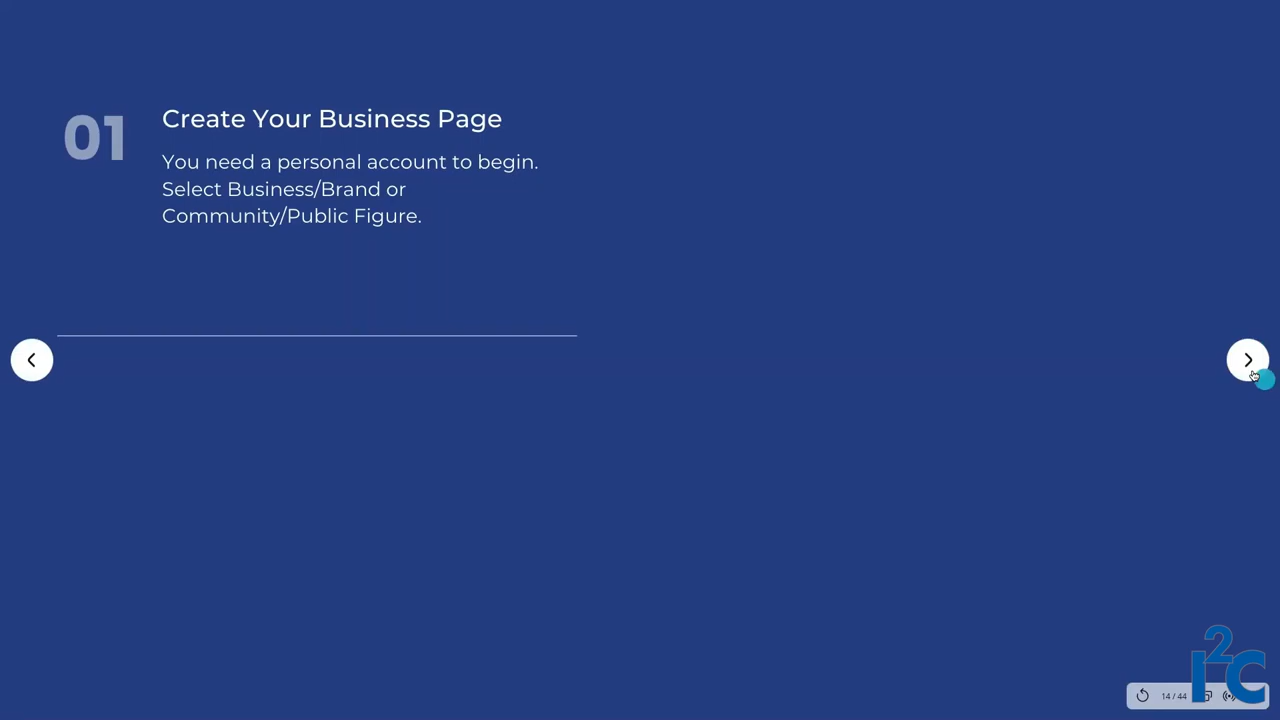 01
Create Your Business Page
You need a personal account to begin.
Select Business/Brand or
Community/Public Figure.
14 / 44
I2C